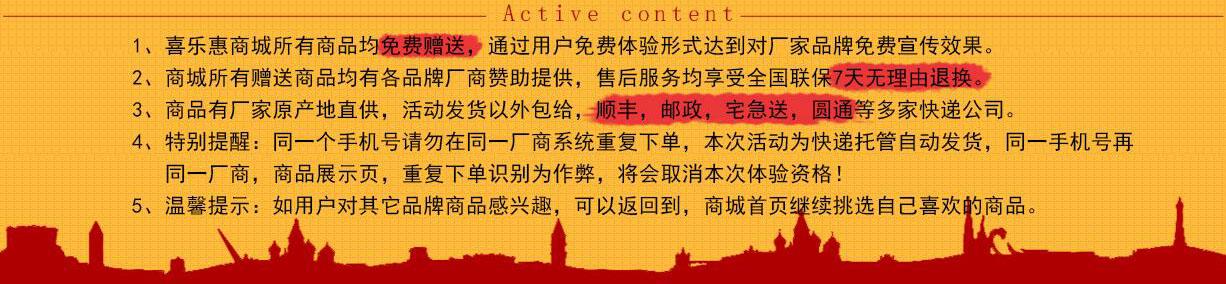 Active content
1、喜乐惠商城所有商品均免费赠送，通过用户免费体验形式达到对厂家品牌免费宣传效果。
2、商城所有赠送商品均有各品牌厂商赞助提供，售后服务均享受全国联保7天无理由退换。
3、商品有厂家原产地直供，活动发货以外包给，顺丰，邮政，宅急送，圆通等多家快递公司。
4、特别提醒：同一个手机号请勿在同一厂商系统重复下单，本次活动为快递托管自动发货，同一手机号再
同一厂商，商品展示页，重复下单识别为作弊，将会取消本次体验资格！
5、温馨提示：如用户对其它品牌商品感兴趣，可以返回到，商城首页继续挑选自己喜欢的商品。